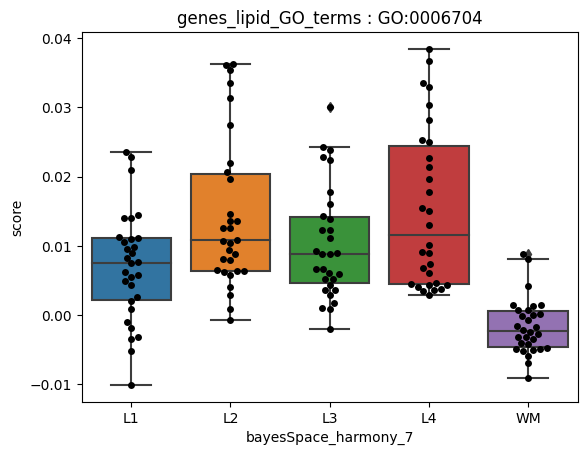 genes_lipid_GO_terms : GO:0006704
0.04
0.03
0.02
0.01
0.00
−0.01
score
L1 L2 L3 L4 WM
bayesSpace_harmony_7